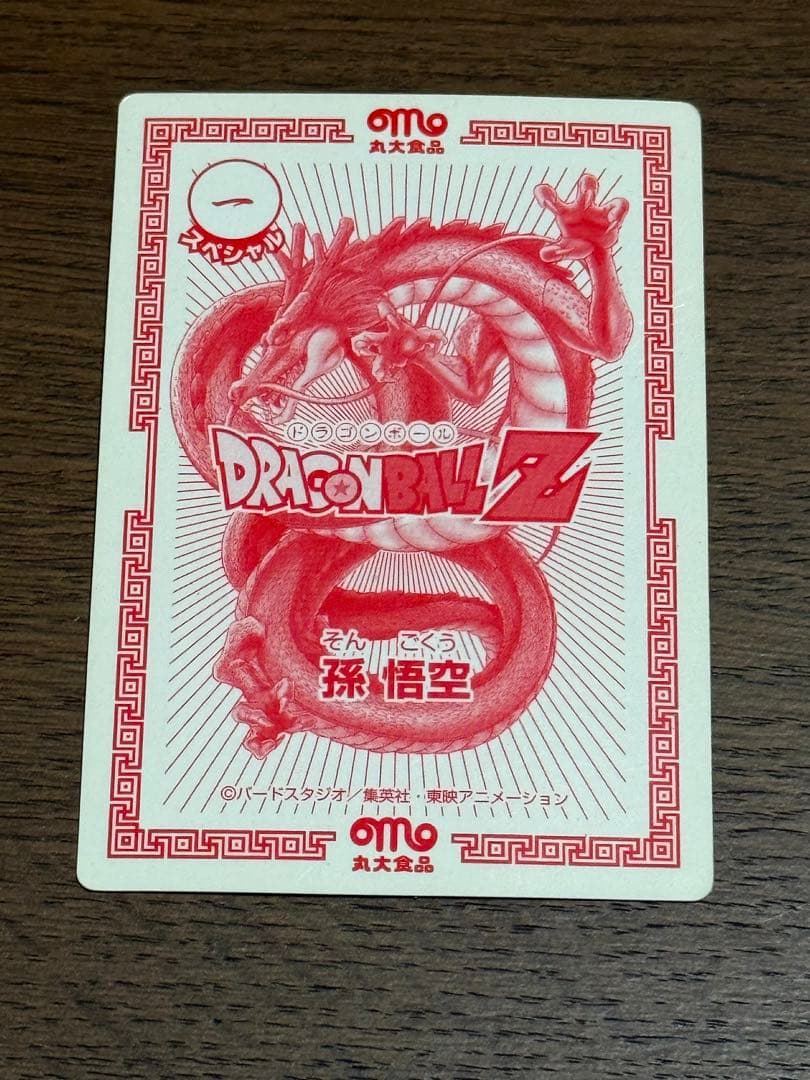 丸大食品
一
スペシャル
ドラゴンボール
DRAGON BALL Z
そん ごくう
孫 悟空
©バードスタジオ/集英社・東映アニメーション
丸大食品